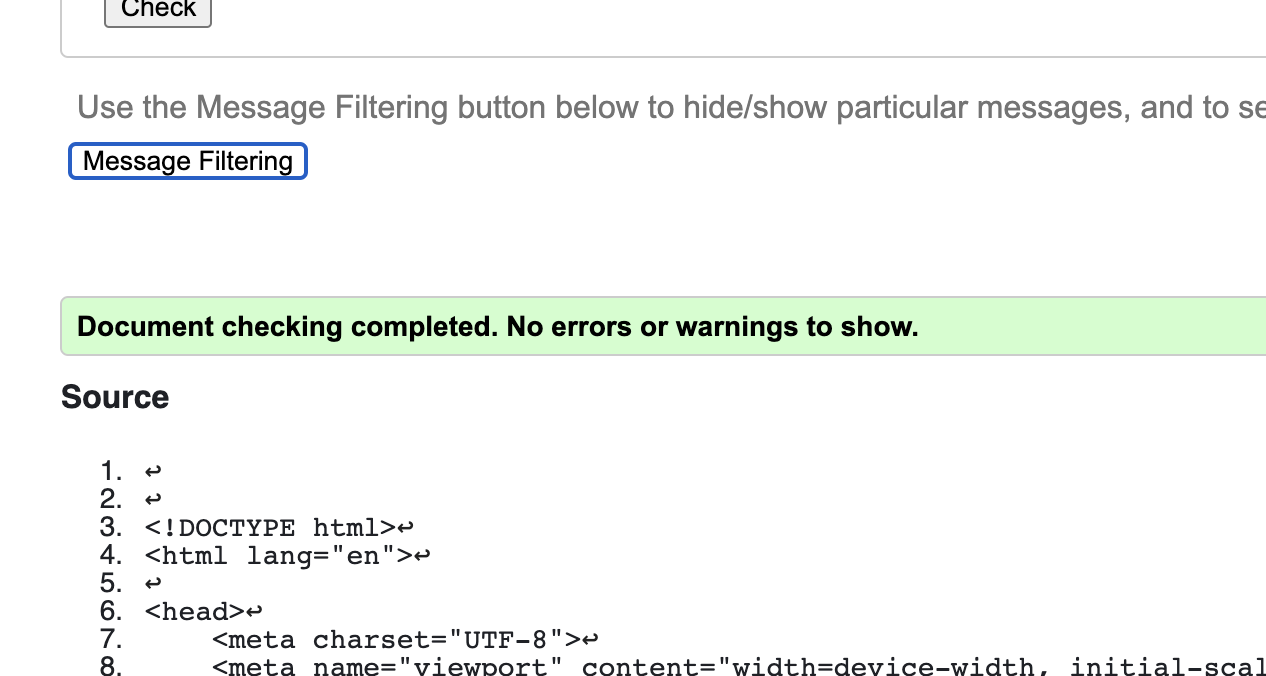 Check
Use the Message Filtering button below to hide/show particular messages, and to se
Message Filtering
Document checking completed. No errors or warnings to show.
Source
1. ↩
2. ↩
3. <!DOCTYPE html>↩
4. <html lang="en">↩
5. ↩
6. <head>↩
7. <meta charset="UTF-8">↩
8. <meta name="viewport" content="width=device-width, initial-scal